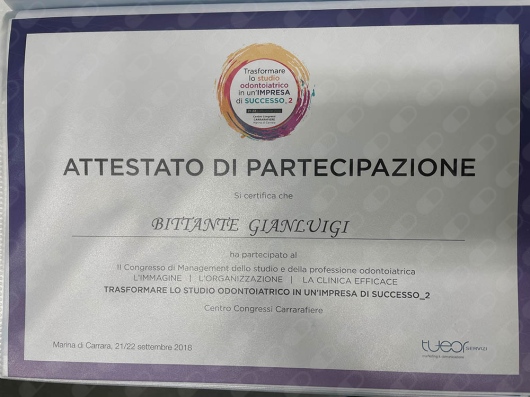 Trasformare
lo studio
odontoiatrico
in un'IMPRESA
di SUCCESSO_2
CARRARAFIERE
ATTESTATO DI PARTECIPAZIONE
Si certifica che
BITTANTE GIANLUIGI
ha partecipato al
II Congresso di Management dello studio e della professione odontoiatrica
L'IMMAGINE | L'ORGANIZZAZIONE | LA CLINICA EFFICACE
TRASFORMARE LO STUDIO ODONTOIATRICO IN UN'IMPRESA DI SUCCESSO_2
Centro Congressi Carrarafiere
Marina di Carrara, 21/22 settembre 2018
tueor SERVIZI